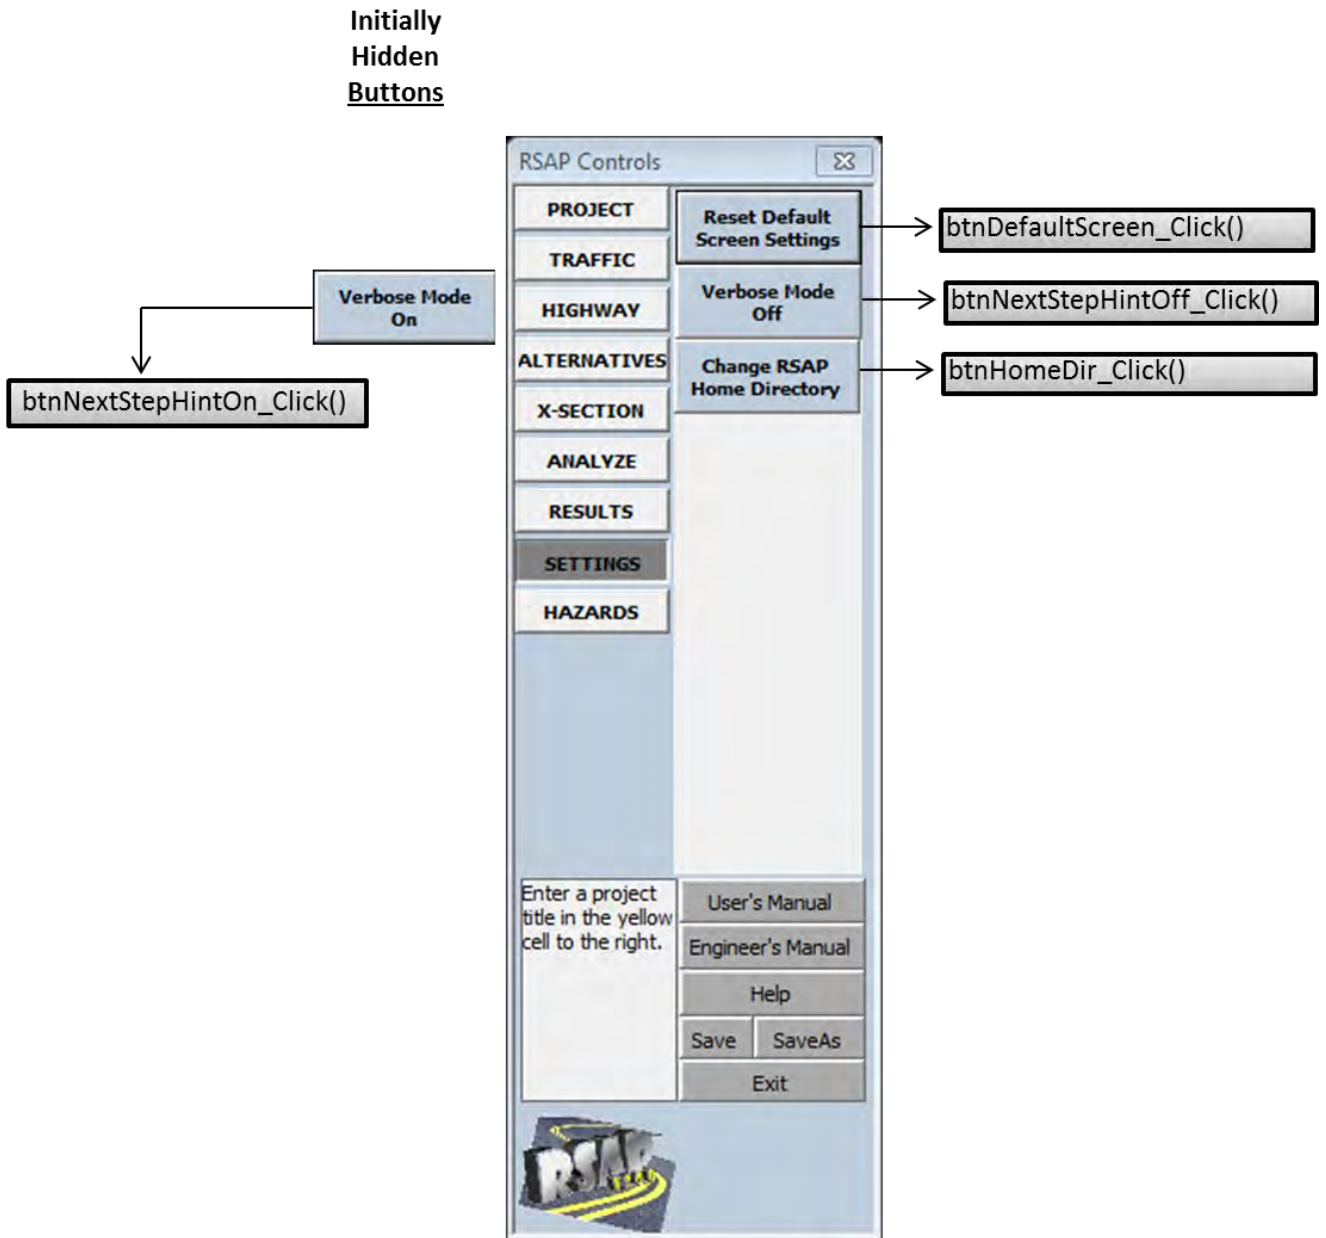 Initially
Hidden
Buttons
RSAP Controls
PROJECT
TRAFFIC
HIGHWAY
ALTERNATIVES
X-SECTION
ANALYZE
RESULTS
SETTINGS
HAZARDS
Reset Default
Screen Settings
Verbose Mode
Off
Change RSAP
Home Directory
btnDefaultScreen_Click()
btnNextStepHintOff_Click()
btnHomeDir_Click()
Verbose Mode
On
btnNextStepHintOn_Click()
Enter a project
title in the yellow
cell to the right.
User's Manual
Engineer's Manual
Help
Save
SaveAs
Exit
RSAP